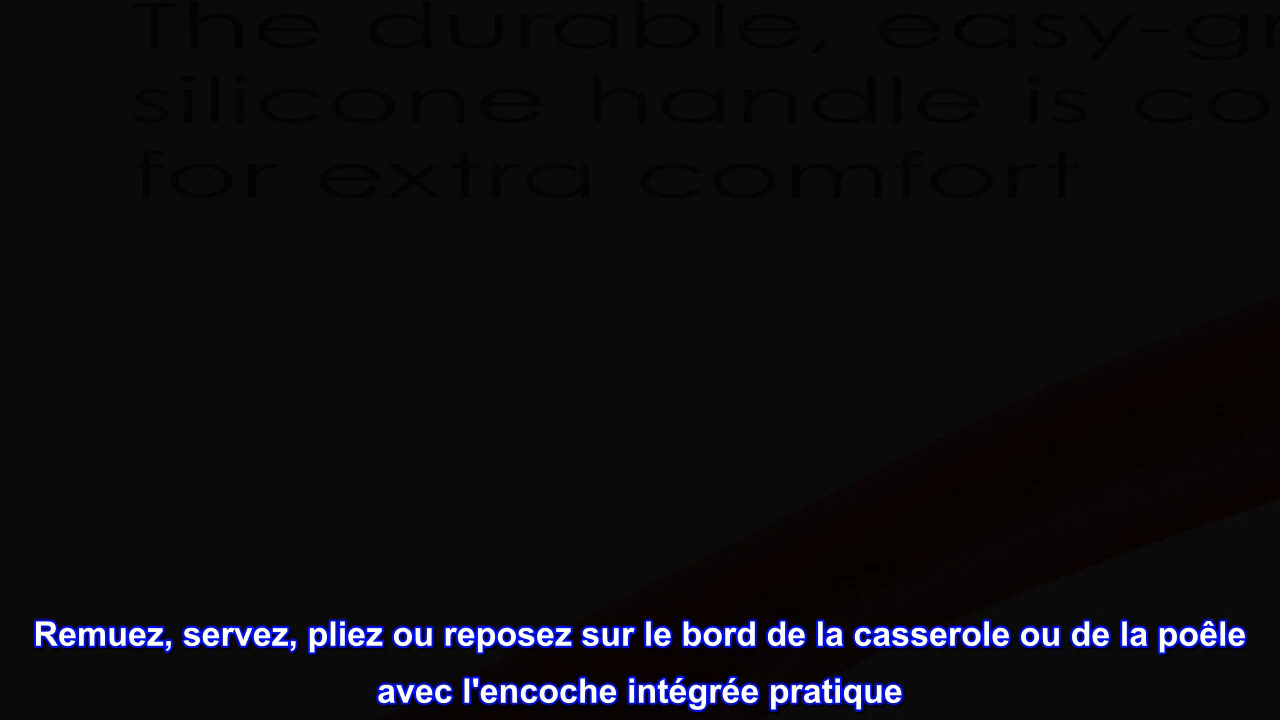 The durable, easy-gr
silicone handle is co
for extra comfort
Remuez, servez, pliez ou reposez sur le bord de la casserole ou de la poêle
avec l'encoche intégrée pratique